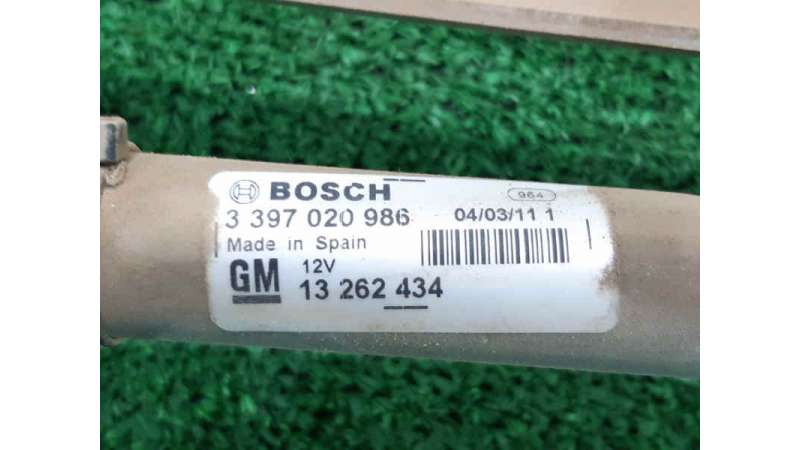 BOSCH 964
3 397 020 986 04/03/11 1
Made in Spain
GM 12V
13 262 434